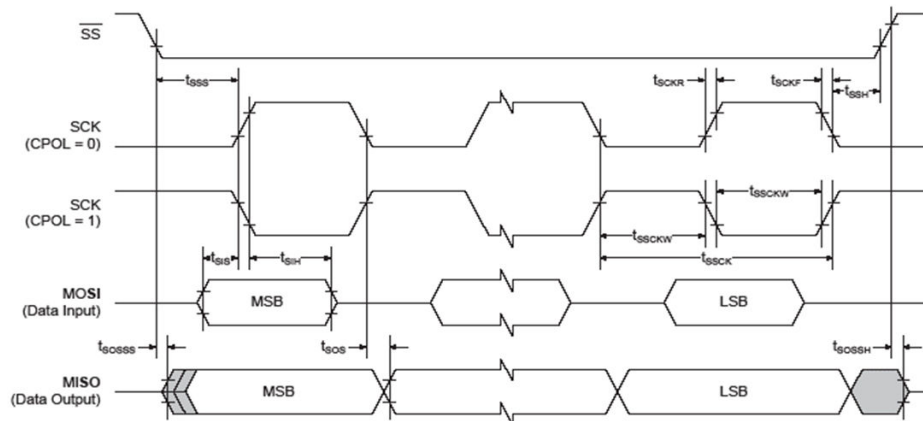 SS
tSSS
tSCKR
tSCKF
tSSH
SCK
(CPOL = 0)
SCK
(CPOL = 1)
tSSCKW
tSSCKW
tSSCK
tSIS
tSIH
MOSI
(Data Input)
MSB
LSB
tSOSSS
tSOS
tSOSSH
MISO
(Data Output)
MSB
LSB